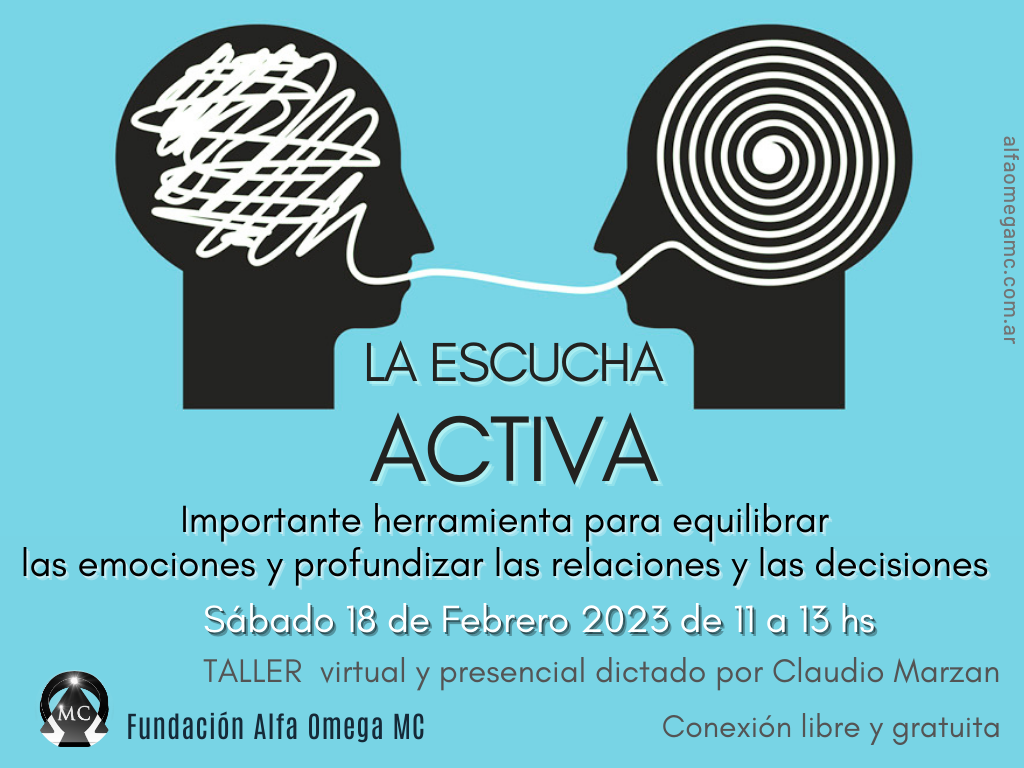 alfaomegamc.com.ar
LA ESCUCHA
ACTIVA
Importante herramienta para equilibrar
las emociones y profundizar las relaciones y las decisiones
Sábado 18 de Febrero 2023 de 11 a 13 hs
TALLER virtual y presencial dictado por Claudio Marzan
MC
Fundación Alfa Omega MC
Conexión libre y gratuita